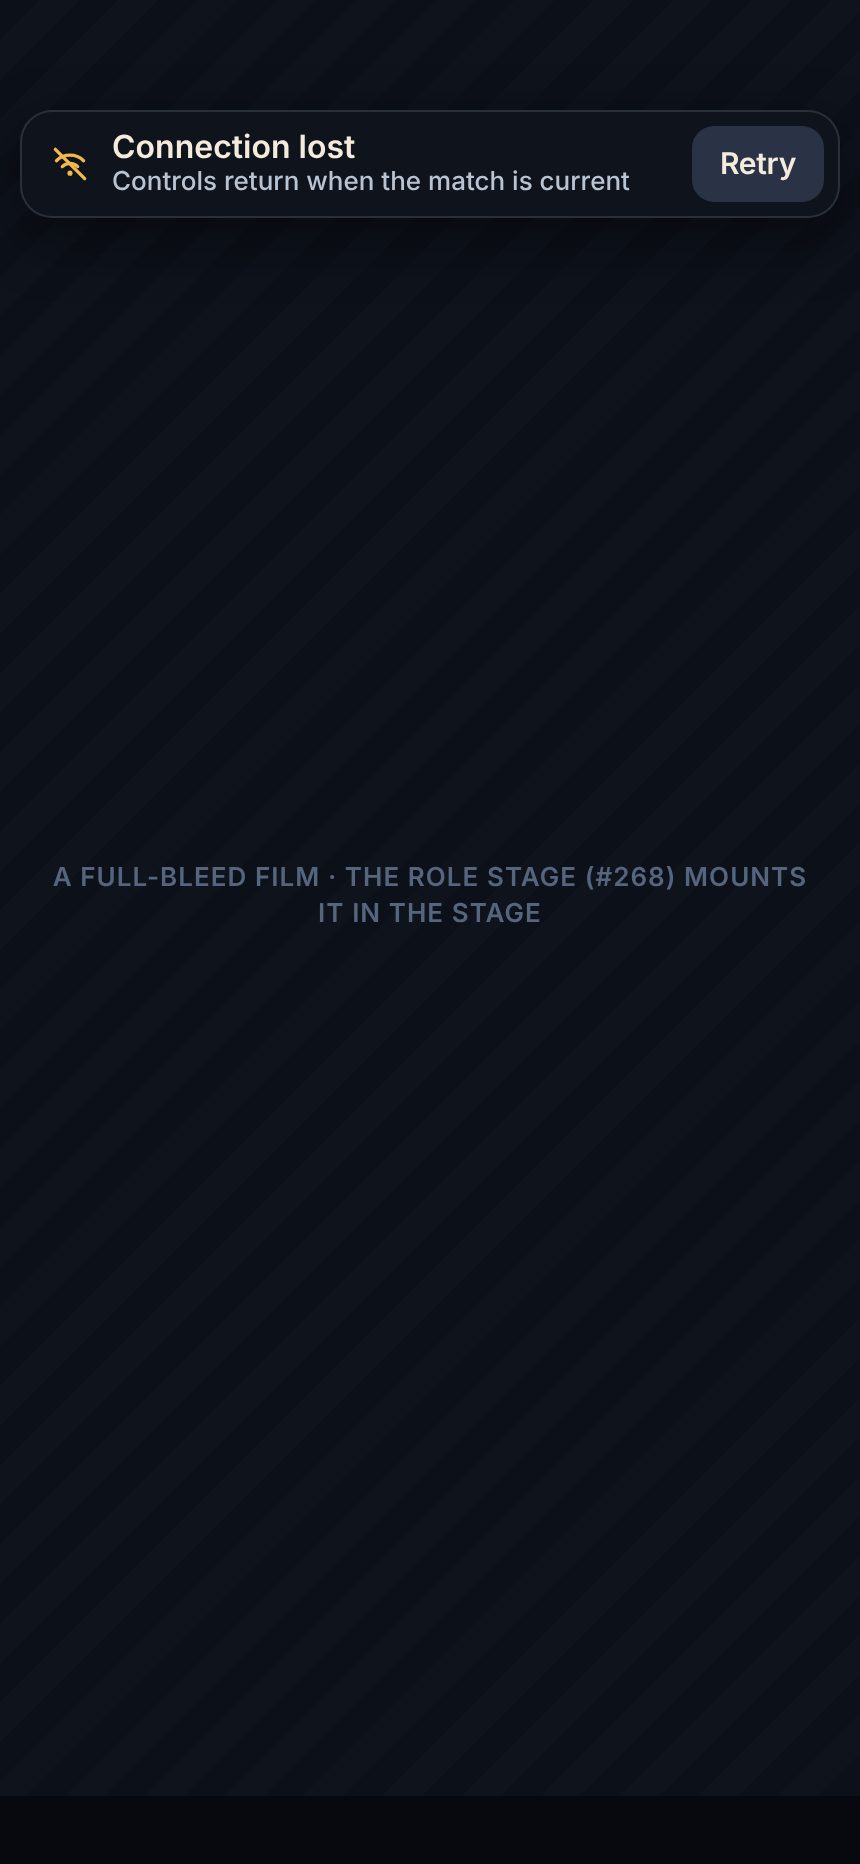 Connection lost
Controls return when the match is current
Retry
A FULL-BLEED FILM · THE ROLE STAGE (#268) MOUNTS
IT IN THE STAGE